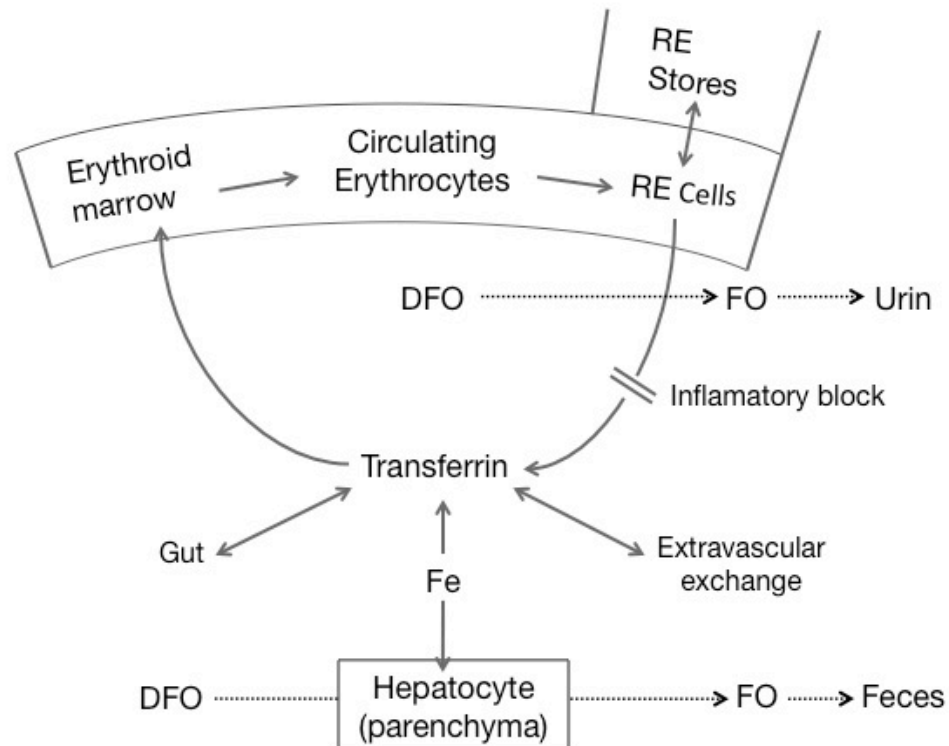 RE
Stores
Erythroid
marrow
Circulating
Erythrocytes
RE Cells
DFO
FO
Urin
Inflamatory block
Transferrin
Gut
Extravascular
exchange
Fe
DFO
Hepatocyte
(parenchyma)
FO
Feces